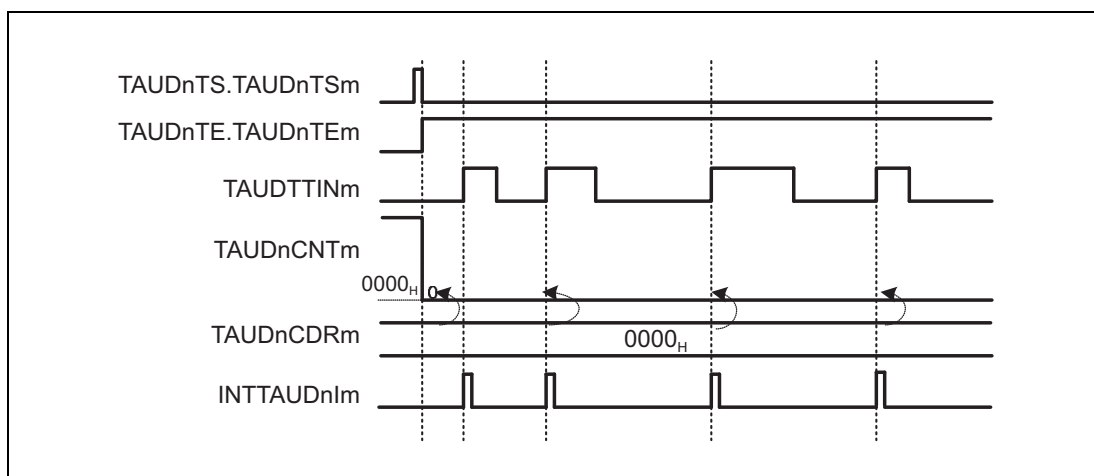 TAUDnTS.TAUDnTSm
TAUDnTE.TAUDnTEm
TAUDTTINm
TAUDnCNTm
0000H 0
TAUDnCDRm
0000H
INTTAUDnIm